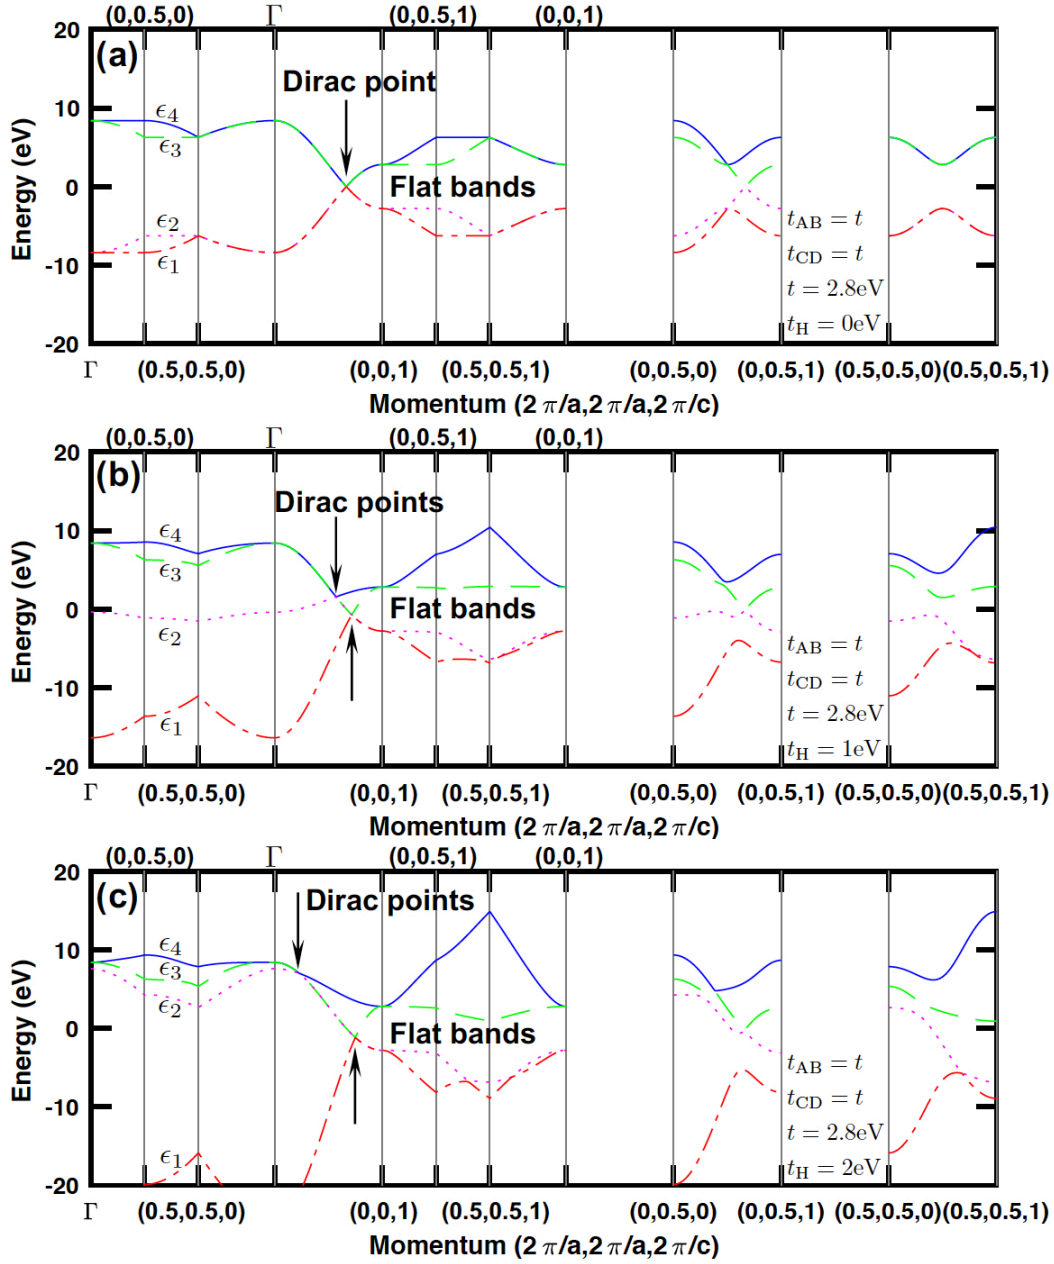 (0,0.5,0) Γ (0,0.5,1) (0,0,1)
20
(a)
Dirac point
10
ϵ4
ϵ3
0
Flat bands
ϵ2
tAB = t
ϵ1
tCD = t
-10
t = 2.8eV
tH = 0eV
-20
Energy (eV)
Γ (0.5,0.5,0) (0,0,1) (0.5,0.5,1) (0,0.5,0) (0,0.5,1) (0.5,0.5,0) (0.5,0.5,1)
Momentum (2 π/a,2 π/a,2 π/c)
(0,0.5,0) Γ (0,0.5,1) (0,0,1)
20
(b)
Dirac points
10
ϵ4
ϵ3
0
Flat bands
ϵ2
tAB = t
tCD = t
-10
t = 2.8eV
ϵ1
tH = 1eV
-20
Energy (eV)
Γ (0.5,0.5,0) (0,0,1) (0.5,0.5,1) (0,0.5,0) (0,0.5,1) (0.5,0.5,0) (0.5,0.5,1)
Momentum (2 π/a,2 π/a,2 π/c)
(0,0.5,0) Γ (0,0.5,1) (0,0,1)
20
(c)
Dirac points
10
ϵ4
ϵ3
ϵ2
0
Flat bands
tAB = t
tCD = t
-10
t = 2.8eV
ϵ1
tH = 2eV
-20
Energy (eV)
Γ (0.5,0.5,0) (0,0,1) (0.5,0.5,1) (0,0.5,0) (0,0.5,1) (0.5,0.5,0) (0.5,0.5,1)
Momentum (2 π/a,2 π/a,2 π/c)